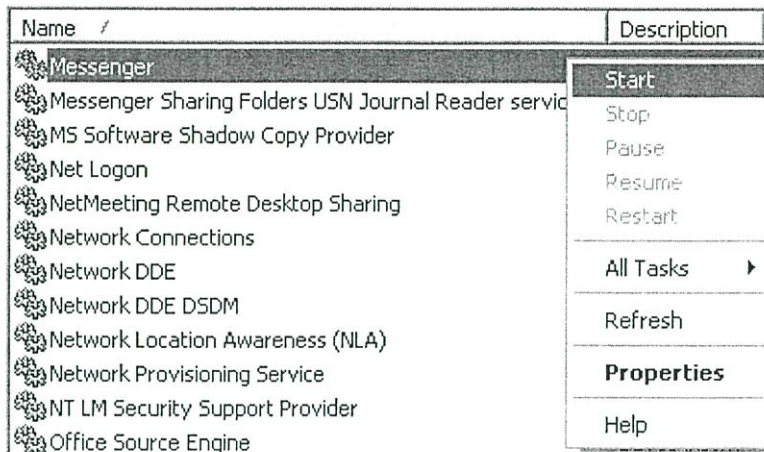 Name Description
Messenger
Messenger Sharing Folders USN Journal Reader servic
MS Software Shadow Copy Provider
Net Logon
NetMeeting Remote Desktop Sharing
Network Connections
Network DDE
Network DDE DSDM
Network Location Awareness (NLA)
Network Provisioning Service
NT LM Security Support Provider
Office Source Engine
Start
Stop
Pause
Resume
Restart
All Tasks
Refresh
Properties
Help